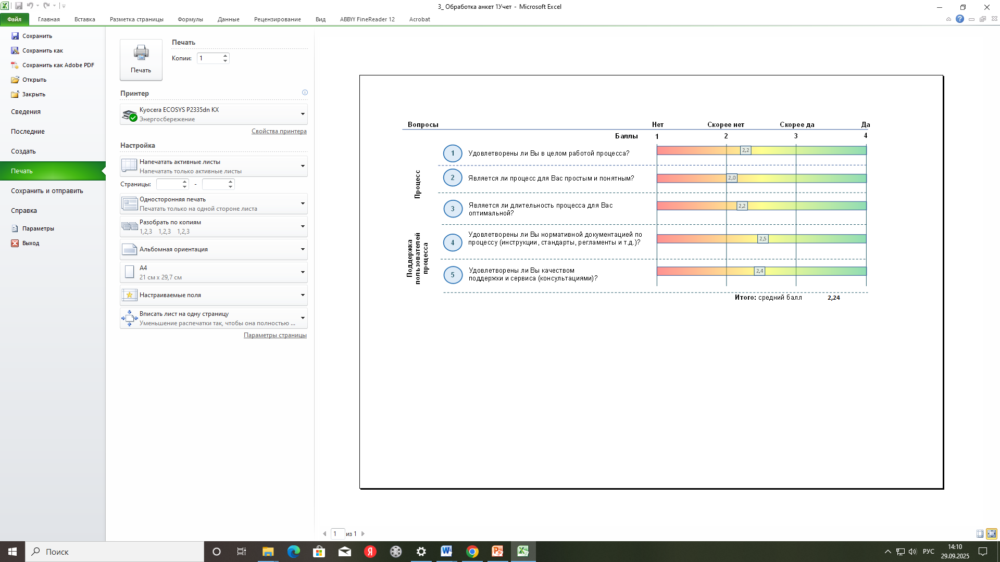 3_ Обработка анкет 1Учет - Microsoft Excel
Файл
Главная
Вставка
Разметка страницы
Формулы
Данные
Рецензирование
Вид
ABBYY FineReader 12
Acrobat
Сохранить
Сохранить как
Сохранить как Adobe PDF
Открыть
Закрыть
Сведения
Последние
Создать
Печать
Сохранить и отправить
Справка
Параметры
Выход
Печать
Печать
Копии: 1
Принтер
Kyocera ECOSYS P2335dn KX
Энергосбережение
Свойства принтера
Настройка
Напечатать активные листы
Напечатать только активные листы
Страницы: -
Односторонняя печать
Печатать только на одной стороне листа
Разобрать по копиям
1,2,3 1,2,3 1,2,3
Альбомная ориентация
A4
21 см x 29,7 см
Настраиваемые поля
Вписать лист на одну страницу
Уменьшение распечатки так, чтобы она полностью ...
Параметры страницы
Вопросы Нет Скорее нет Скорее да Да
Баллы 1 2 3 4
Процесс
1 Удовлетворены ли Вы в целом работой процесса? 2,2
2 Является ли процесс для Вас простым и понятным? 2,0
3 Является ли длительность процесса для Вас
оптимальной?
2,2
Поддержка
пользователей
процесса
4 Удовлетворены ли Вы нормативной документацией по
процессу (инструкции, стандарты, регламенты и т.д.)?
2,5
5 Удовлетворены ли Вы качеством
поддержки и сервиса (консультациями)?
2,4
Итого: средний балл 2,24
1 из 1
Поиск
РУС
14:10
29.09.2025